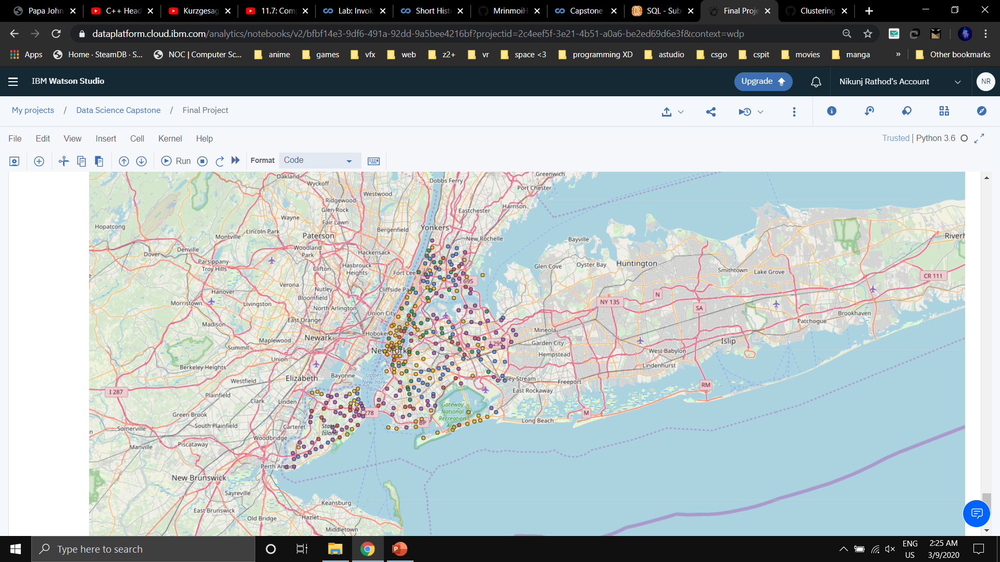 Papa John
C++ Head
Kurzgesag
11.7: Com
Lab: Invok
Short Hist
MrinmoiH
Capstone
SQL - Sub
Final Proje
Clustering
dataplatform.cloud.ibm.com/analytics/notebooks/v2/bfbf14e3-9df6-491a-92dd-9a5bee4216bf?projectid=2c4eef5f-3e21-4b51-a0a6-be2ed69d6e3f&context=wdp
Apps
Home · SteamDB · S...
NOC | Computer Sc...
anime
games
vfx
web
z2+
vr
space <3
programming XD
astudio
csgo
cspit
movies
manga
»
Other bookmarks
IBM Watson Studio
Upgrade
Nikunj Rathod's Account
NR
My projects / Data Science Capstone / Final Project
File Edit View Insert Cell Kernel Help
Trusted | Python 3.6
Run
Format
Code
Oakland
Wyckoff
Dobbs Ferry
Greenwich
Port Chester
Westwood
Ridgewood
Glen Rock
Harrison
Eastchester
Wayne
Fair Lawn
Hopatcong
Lincoln Park
Bergenfield
Yonkers
Montville
Paterson
New Rochelle
Bayville
Riverh
Denville
Woodland Park
Hackensack
Dover
Parsippany-Troy Hills
Clifton
Hasbrouck Heights
Fort Lee
Glen Cove
Oyster Bay
Huntington
Smithtown
Lake Grove
CR 111
I 695
Verona
Nutley
Cliffside Park
Hanover
Bloomfield
N
NY 135
SA
Morristown
Livingston
North Arlington
Union City
Brookhaven
East Orange
Patchogue
Madison
Hoboken
Mineola
Maplewood
Newark
Garden City
I 295
Islip
Summit
New York
Hempstead
West Babylon
Union
Berkeley Heights
Lindenhurst
Elizabeth
Bayonne
Upper New York Bay
Valley Stream
Freeport
Westfield
RM
I 287
East Rockaway
Plainfield
Clark
Linden
Gateway National Recreation Area
I 278
M
Green Brook
Long Beach
BP
South Plainfield
Carteret
Staten Island
Somerville
Woodbridge
Manville
Piscataway
Perth Amboy
New Brunswick
Sayreville
Keansburg
East Brunswick
Old Bridge
Hazlet
Middletown
Type here to search
ENG
US
2:25 AM
3/9/2020